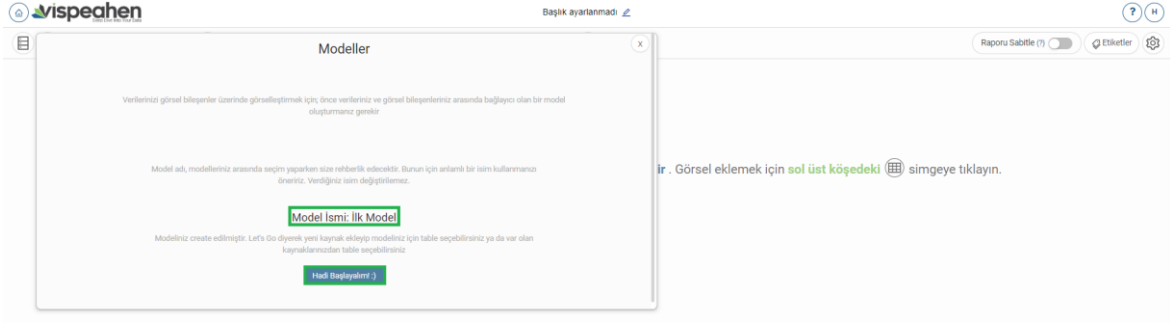 vispeahen
Başlık ayarlanmadı
?
H
Raporu Sabitle (?)
Etiketler
Modeller
X
Verilerinizi görsel bileşenler üzerinde görselleştirmek için; önce verileriniz ve görsel bileşenleriniz arasında bağlayıcı olan bir model
oluşturmanız gerekir
Model adı, modelleriniz arasında seçim yaparken size rehberlik edecektir. Bunun için anlamlı bir isim kullanmanızı
öneririz. Verdiğiniz isim değiştirilemez.
ir . Görsel eklemek için sol üst köşedeki simgeye tıklayın.
Model İsmi: İlk Model
Modeliniz create edilmiştir. Let's Go diyerek yeni kaynak ekleyip modeliniz için table seçebilirsiniz ya da var olan
kaynaklarınızdan table seçebilirsiniz
Hadi Başlayalım! :)